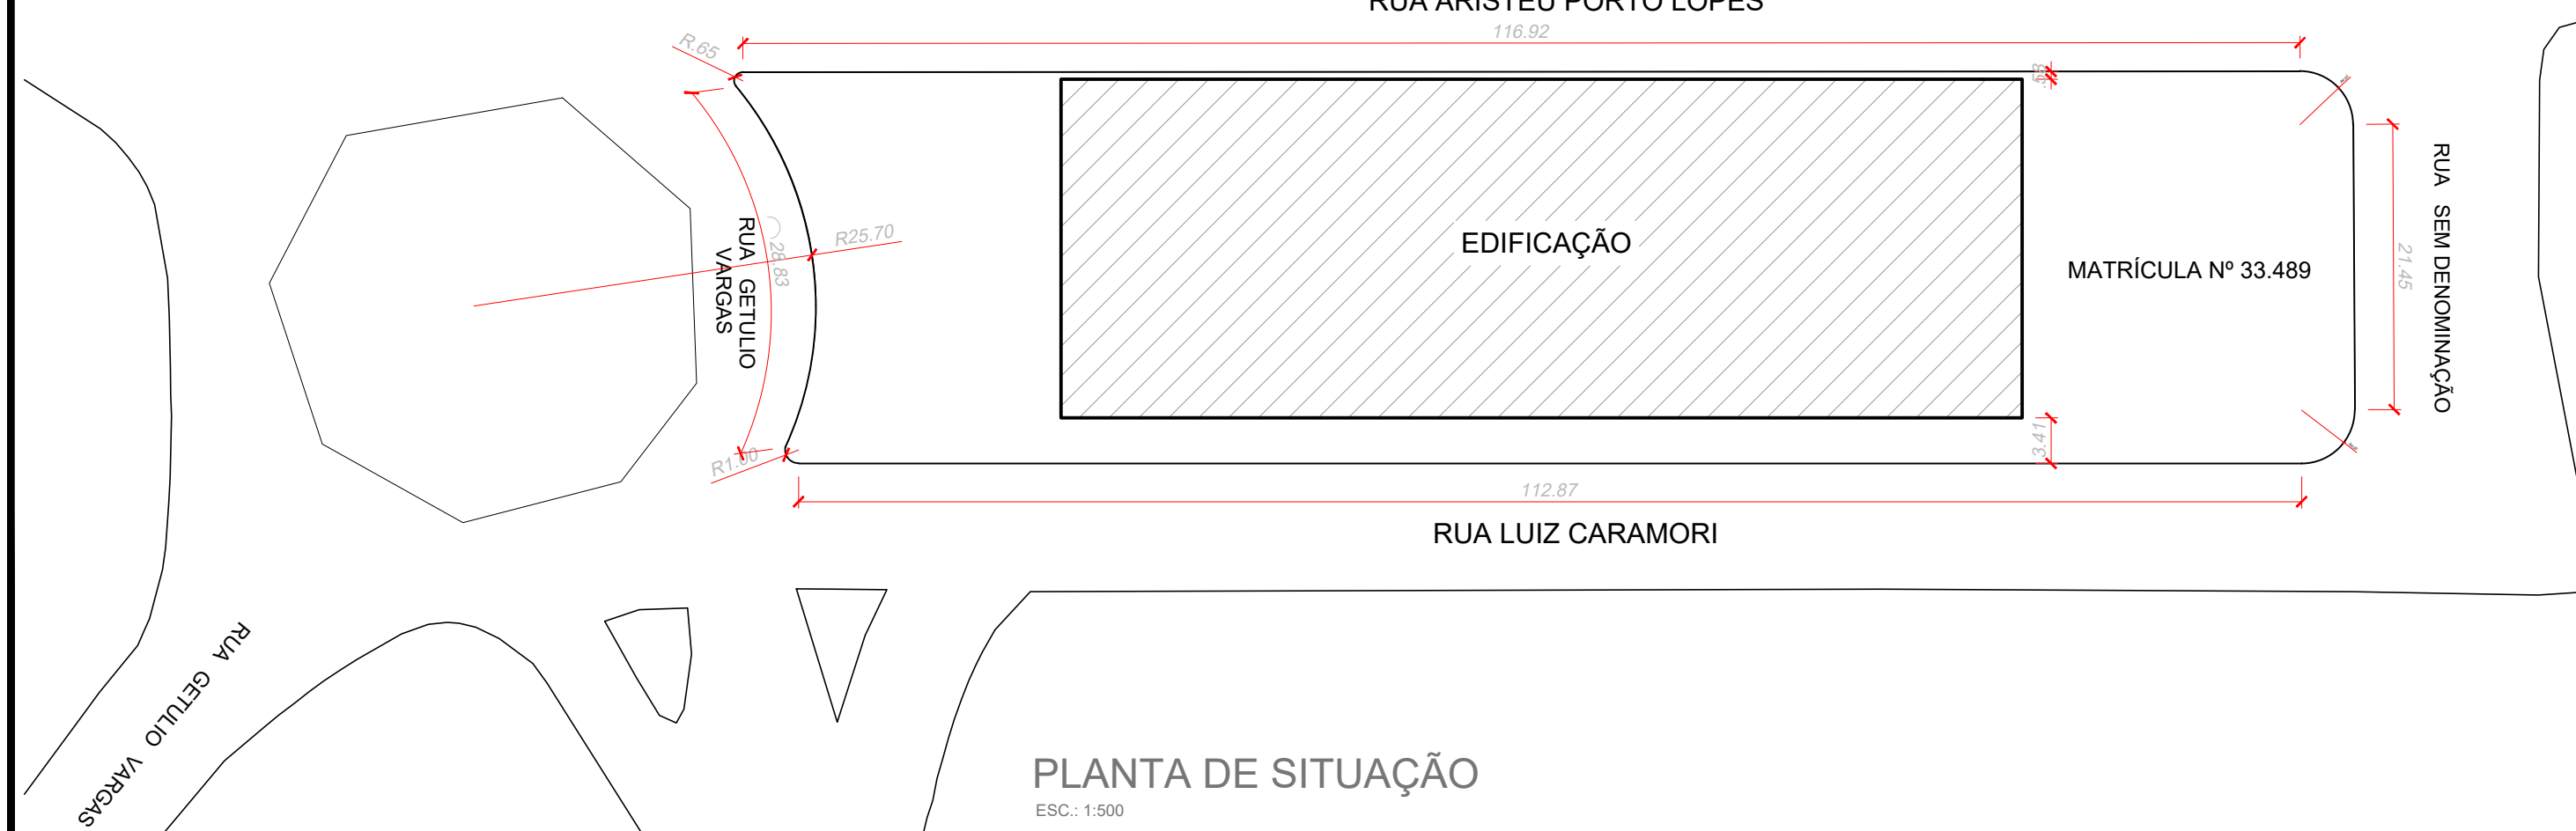 RUA ARISTEU PORTO LOPES
116.92
R.65
.58
RUA GETULIO
VARGAS
28.83
R25.70
EDIFICAÇÃO
MATRÍCULA Nº 33.489
21.45
RUA SEM DENOMINAÇÃO
3.41
R1.00
112.87
RUA LUIZ CARAMORI
RUA GETULIO VARGAS
PLANTA DE SITUAÇÃO
ESC.: 1:500